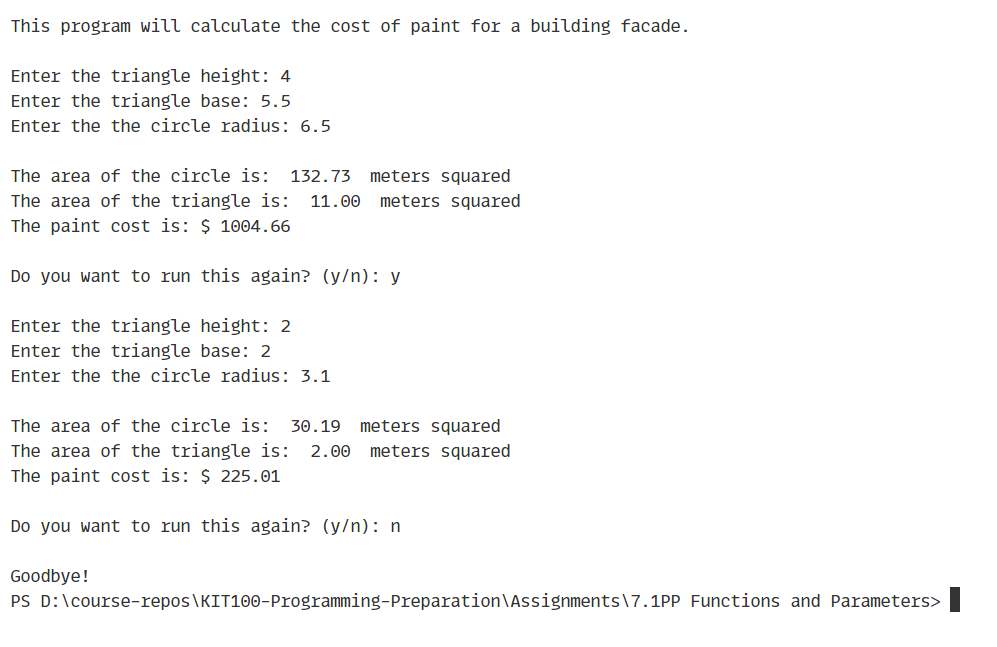 This program will calculate the cost of paint for a building facade.
Enter the triangle height: 4
Enter the triangle base: 5.5
Enter the the circle radius: 6.5
The area of the circle is:  132.73  meters squared
The area of the triangle is:  11.00  meters squared
The paint cost is: $ 1004.66
Do you want to run this again? (y/n): y
Enter the triangle height: 2
Enter the triangle base: 2
Enter the the circle radius: 3.1
The area of the circle is:  30.19  meters squared
The area of the triangle is:  2.00  meters squared
The paint cost is: $ 225.01
Do you want to run this again? (y/n): n
Goodbye!
PS D:\course-repos\KIT100-Programming-Preparation\Assignments\7.1PP Functions and Parameters>